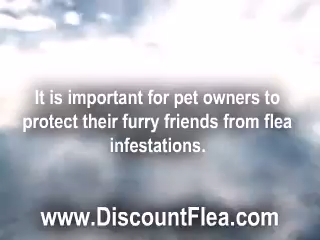 It is important for pet owners to
protect their furry friends from flea
infestations.
www.DiscountFlea.com